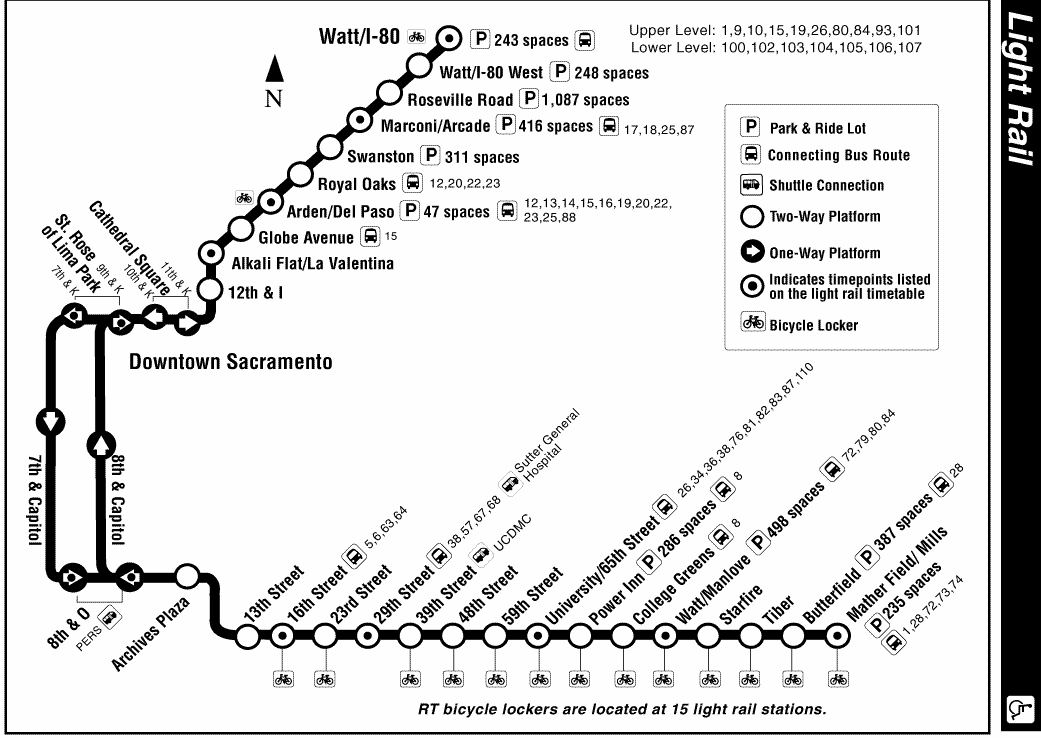 Light Rail
Watt/I-80 P 243 spaces
Upper Level: 1,9,10,15,19,26,80,84,93,101
Lower Level: 100,102,103,104,105,106,107
N
Watt/I-80 West P 248 spaces
Roseville Road P 1,087 spaces
Marconi/Arcade P 416 spaces 17,18,25,87
Swanston P 311 spaces
Royal Oaks 12,20,22,23
Arden/Del Paso P 47 spaces 12,13,14,15,16,19,20,22,
23,25,88
Globe Avenue 15
Alkali Flat/La Valentina
12th & I
P Park & Ride Lot
Connecting Bus Route
Shuttle Connection
Two-Way Platform
One-Way Platform
Indicates timepoints listed
on the light rail timetable
Bicycle Locker
Cathedral Square
11th & K
10th & K
St. Rose
of Lima Park
9th & K
7th & K
Downtown Sacramento
7th & Capitol
8th & Capitol
8th & O
PERS
Archives Plaza
13th Street
16th Street 5,6,63,64
23rd Street
29th Street 38,57,67,68 Sutter General
Hospital
39th Street UCDMC
48th Street
59th Street
University/65th Street 26,34,36,38,76,81,82,83,87,110
Power Inn P 286 spaces 8
College Greens 8
Watt/Manlove P 498 spaces 72,79,80,84
Starfire
Tiber
Butterfield P 387 spaces 28
Mather Field/ Mills
P 235 spaces
1,28,72,73,74
RT bicycle lockers are located at 15 light rail stations.